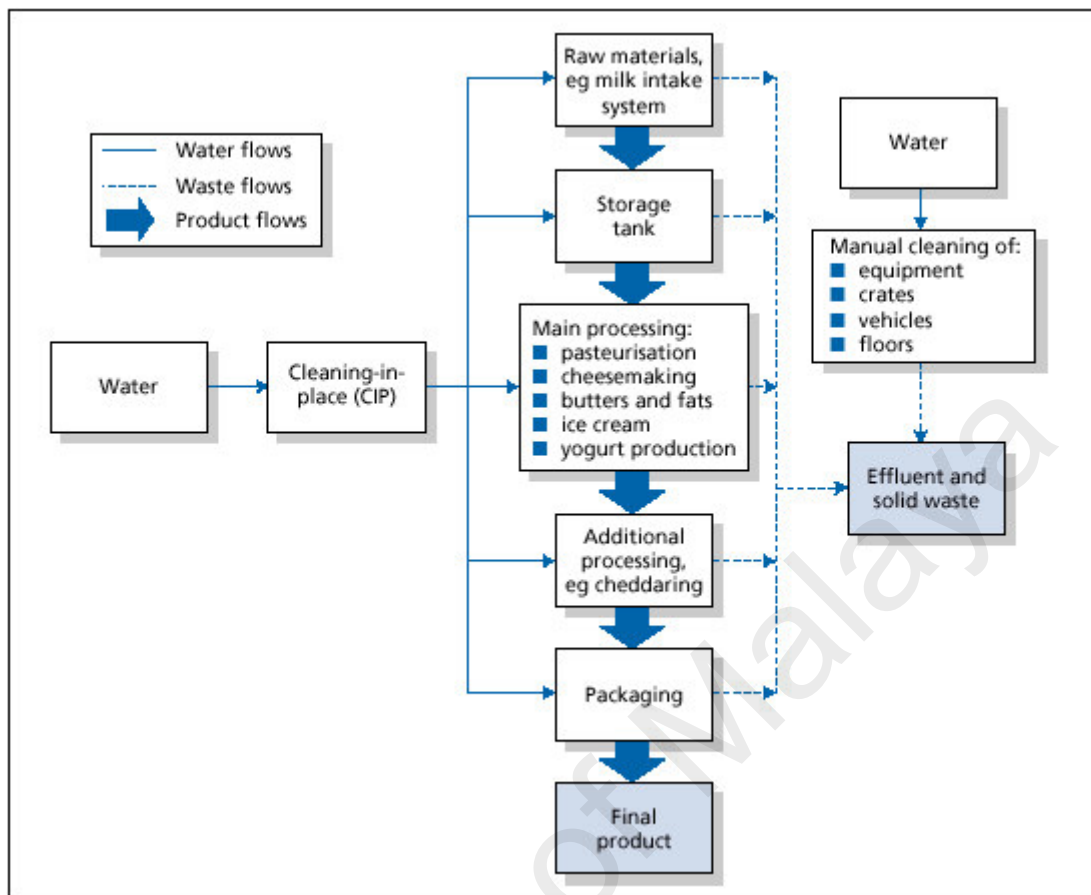 Raw materials,
eg milk intake
system
Water flows
Waste flows
Product flows
Water
Storage
tank
Manual cleaning of:
equipment
crates
vehicles
floors
Main processing:
pasteurisation
cheesemaking
butters and fats
ice cream
yogurt production
Water
Cleaning-in-
place (CIP)
Effluent and
solid waste
Additional
processing,
eg cheddaring
Packaging
Final
product
of Malaya